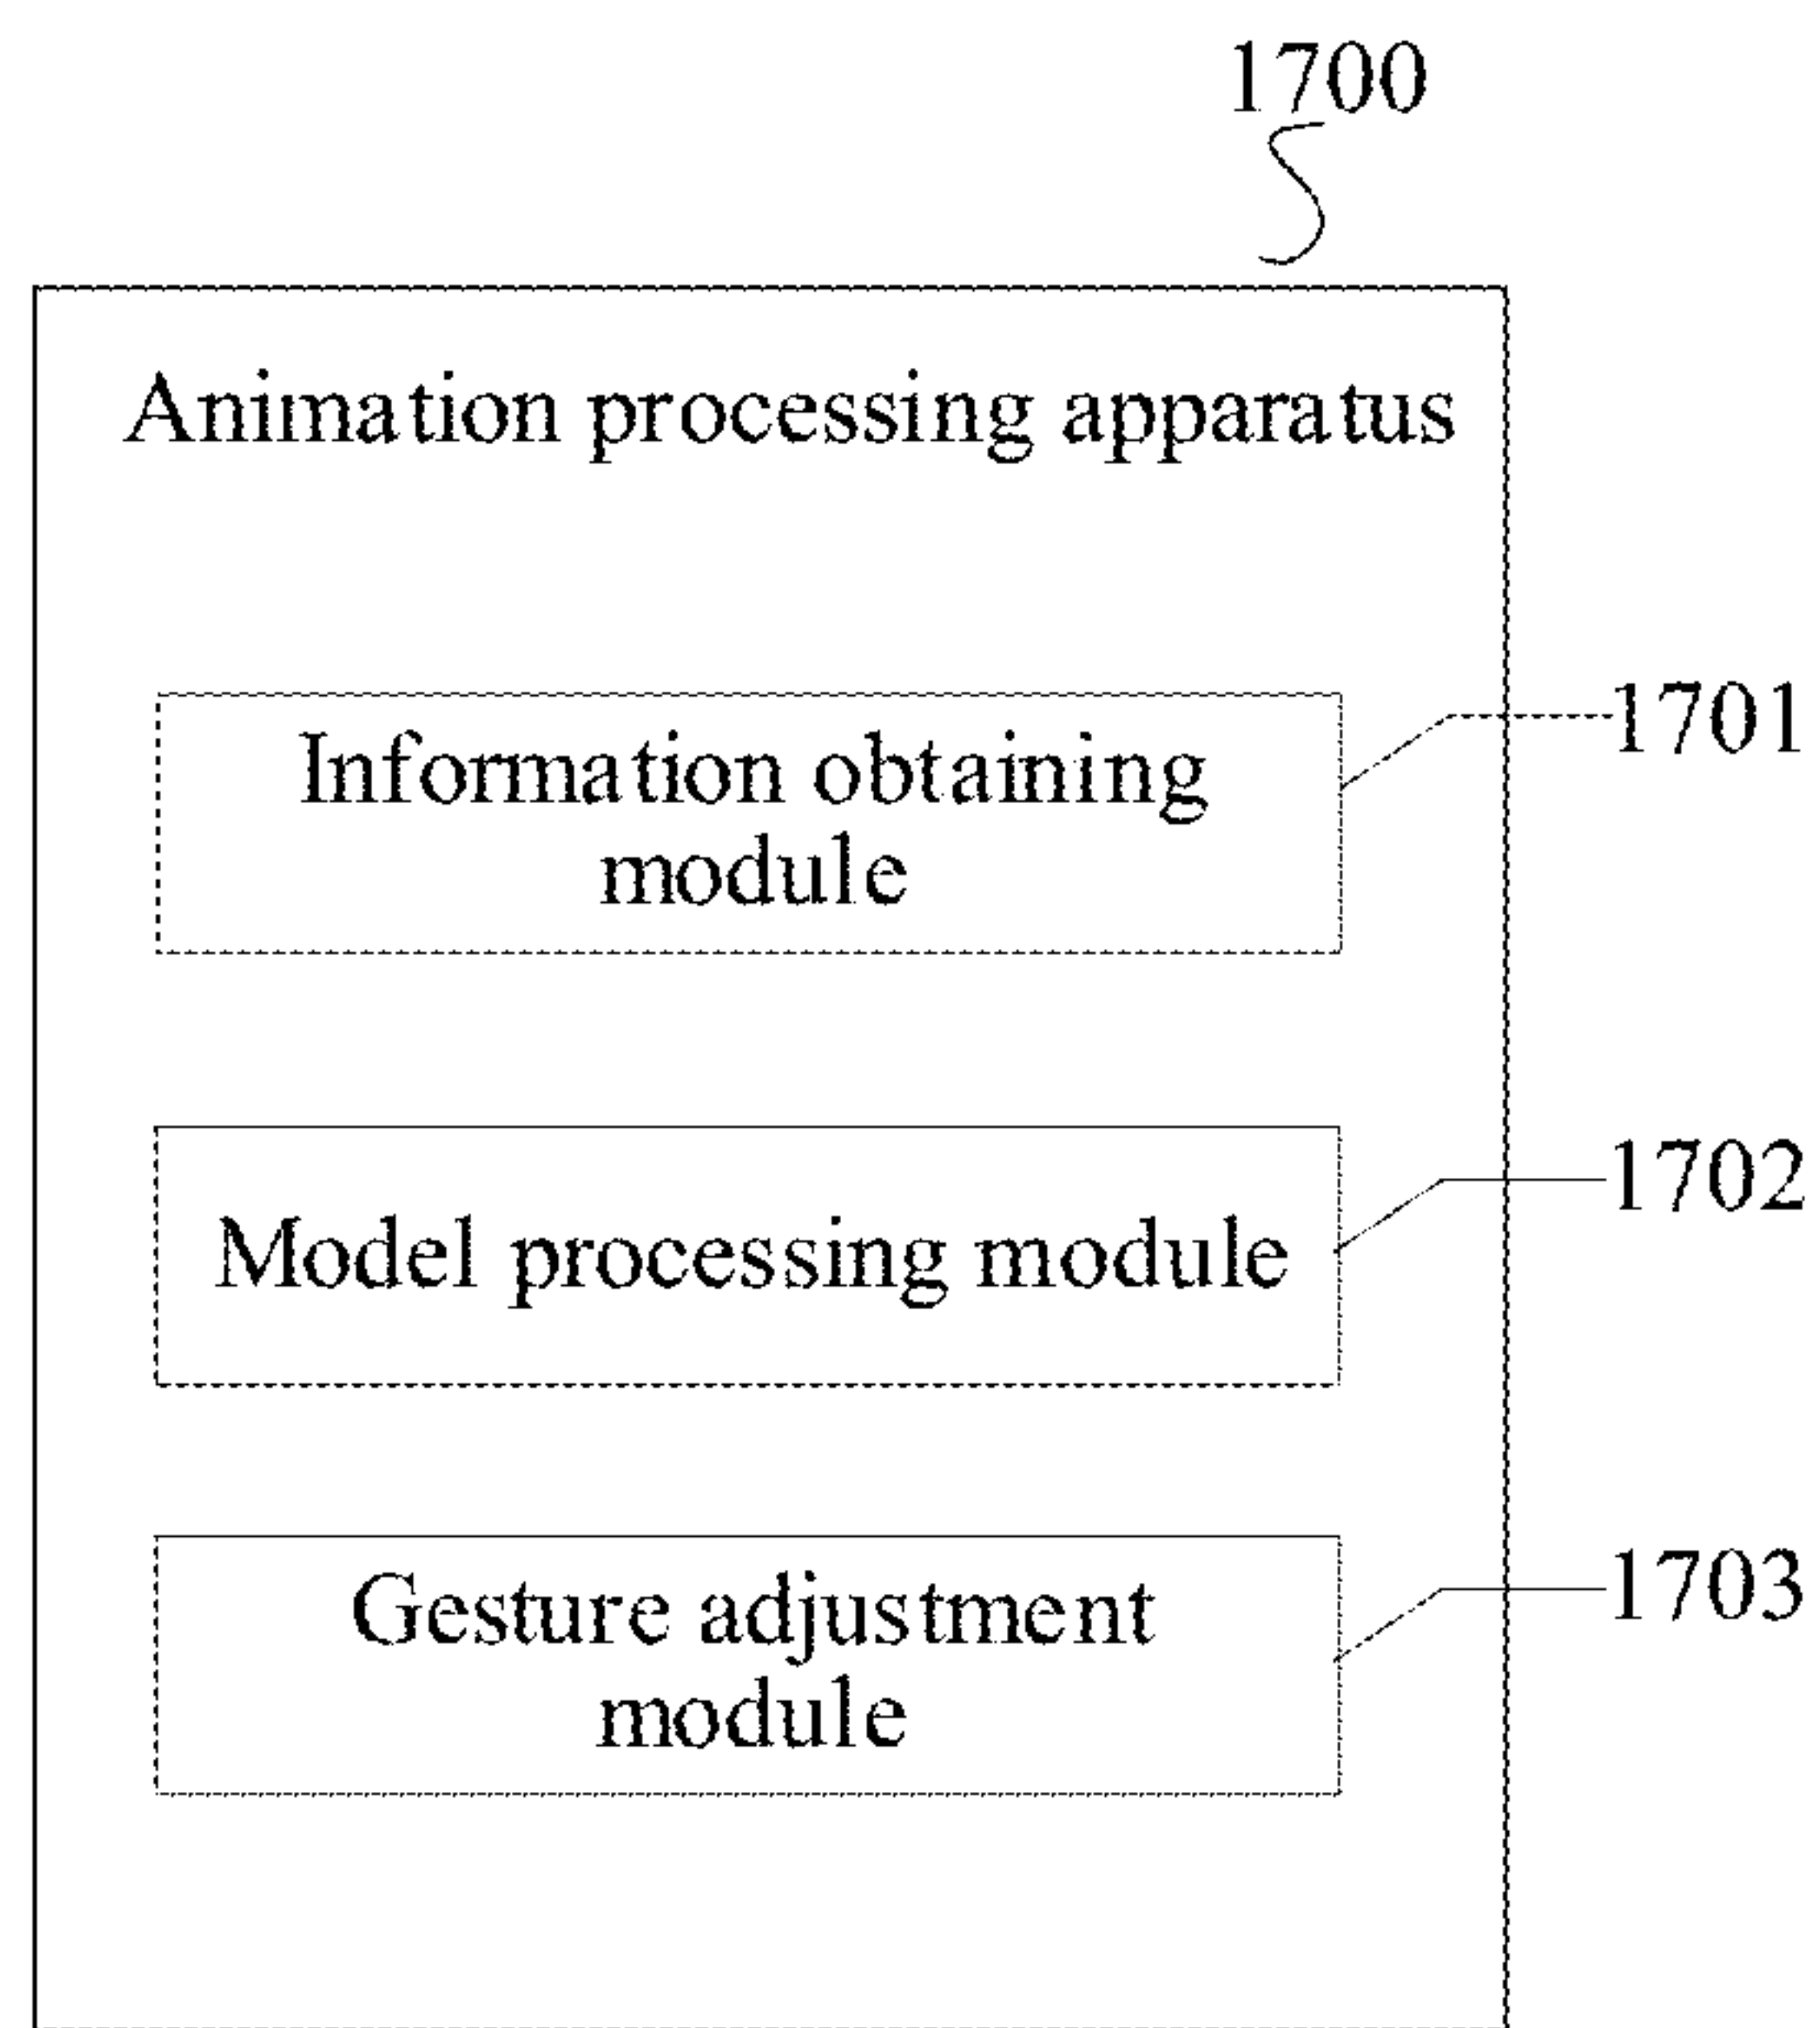 1700
Animation processing apparatus
Information obtaining
module
1701
Model processing module
1702
Gesture adjustment
module
1703